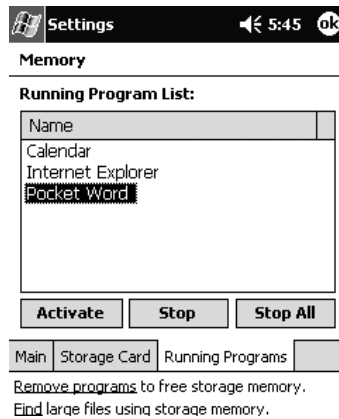 Settings 5:45 ok
Memory
Running Program List:
Name
Calendar
Internet Explorer
Pocket Word
Activate Stop Stop All
Main Storage Card Running Programs
Remove programs to free storage memory.
Find large files using storage memory.